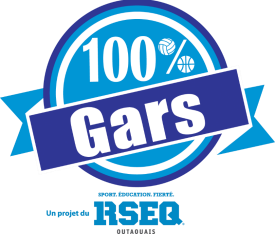 100%
Gars
SPORT. ÉDUCATION. FIERTÉ.
Un projet du RSEQ
OUTAOUAIS